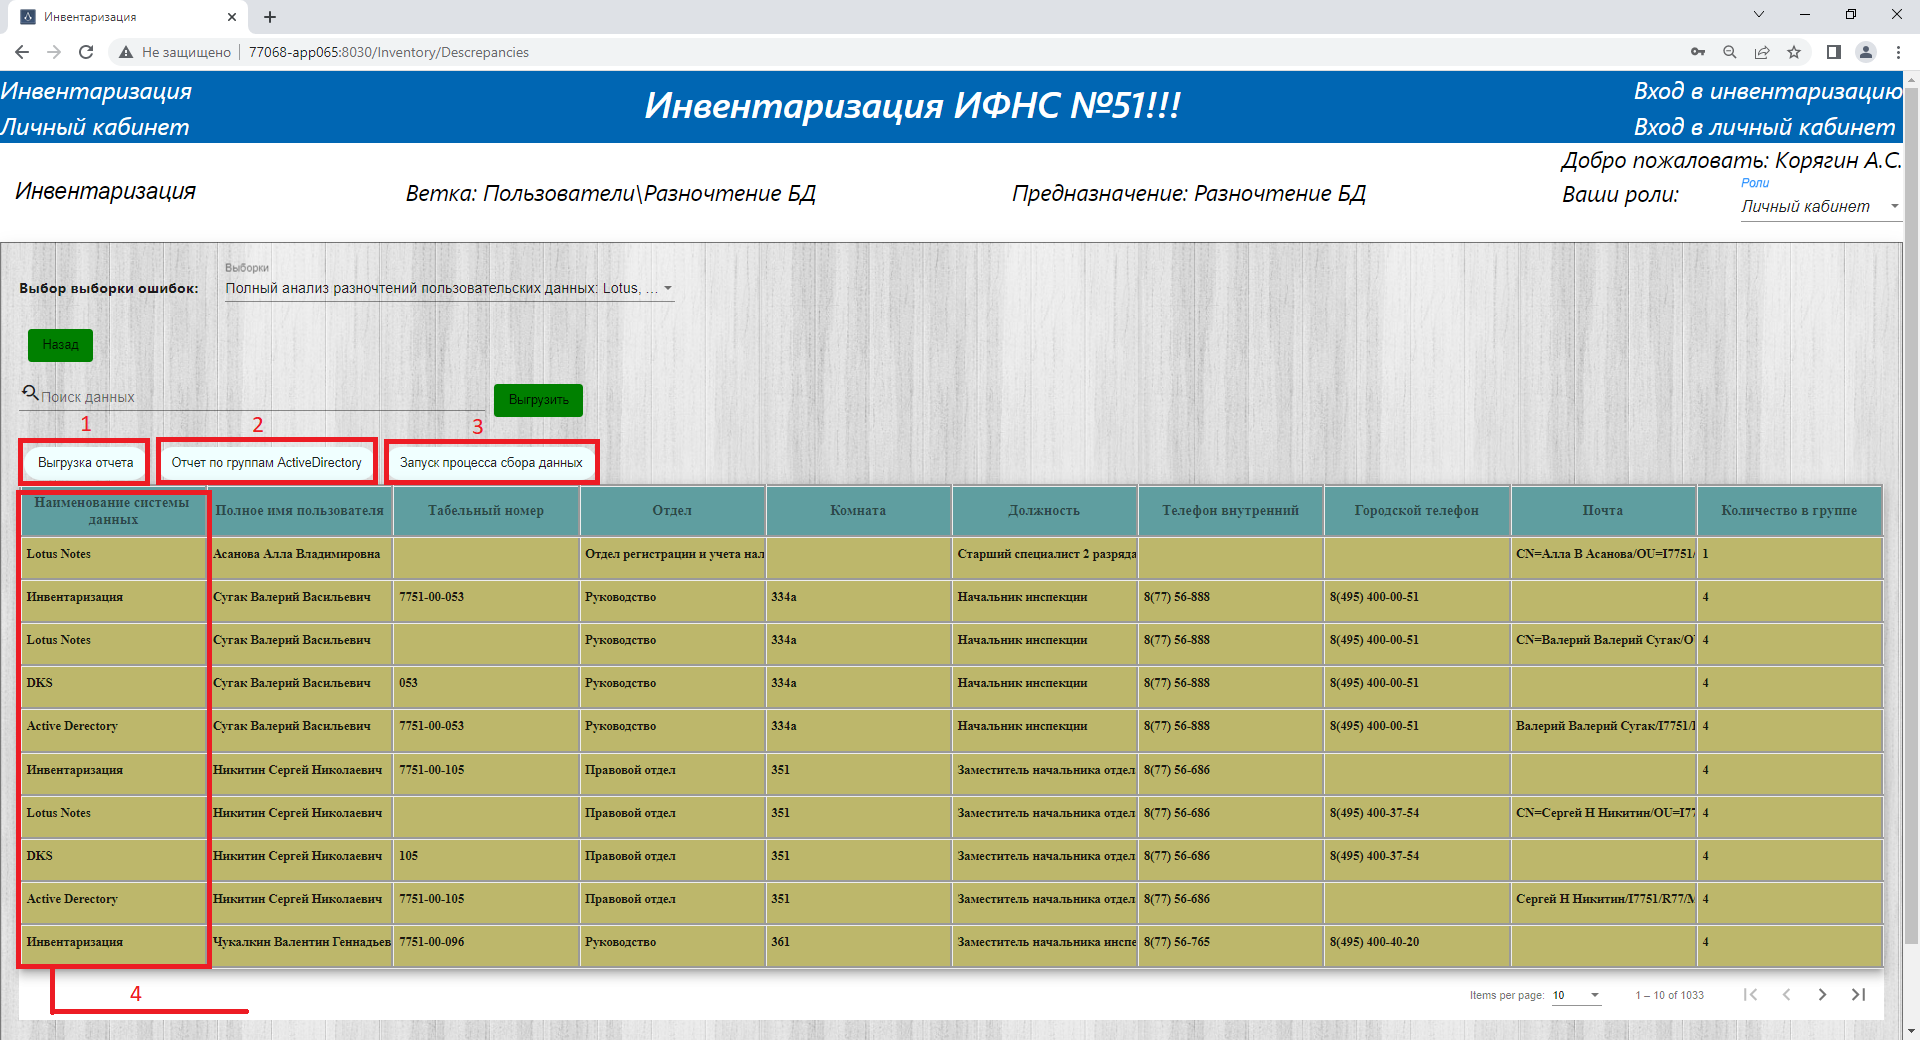 Инвентаризация
Не защищено
77068-app065:8030/Inventory/Descrepancies
Инвентаризация
Инвентаризация ИФНС №51!!!
Вход в инвентаризацию
Личный кабинет
Вход в личный кабинет
Добро пожаловать: Корягин А.С.
Инвентаризация
Ветка: Пользователи\Разночтение БД
Предназначение: Разночтение БД
Ваши роли:
Роли
Личный кабинет
Выборки
Выбор выборки ошибок:
Полный анализ разночтений пользовательских данных: Lotus, ...
Назад
Поиск данных
Выгрузить
1
2
3
Выгрузка отчета
Отчет по группам ActiveDirectory
Запуск процесса сбора данных
Наименование системы данных Полное имя пользователя Табельный номер Отдел Комната Должность Телефон внутренний Городской телефон Почта Количество в группе
Lotus Notes Асанова Алла Владимировна Отдел регистрации и учета нал Старший специалист 2 разряда CN=Алла В Асанова/OU=I7751/ 1
Инвентаризация Сугак Валерий Васильевич 7751-00-053 Руководство 334а Начальник инспекции 8(77) 56-888 8(495) 400-00-51 4
Lotus Notes Сугак Валерий Васильевич Руководство 334а Начальник инспекции 8(77) 56-888 8(495) 400-00-51 CN=Валерий Валерий Сугак/O 4
DKS Сугак Валерий Васильевич 053 Руководство 334а Начальник инспекции 8(77) 56-888 8(495) 400-00-51 4
Active Derectory Сугак Валерий Васильевич 7751-00-053 Руководство 334а Начальник инспекции 8(77) 56-888 8(495) 400-00-51 Валерий Валерий Сугак/I7751/ 4
Инвентаризация Никитин Сергей Николаевич 7751-00-105 Правовой отдел 351 Заместитель начальника отдел 8(77) 56-686 4
Lotus Notes Никитин Сергей Николаевич Правовой отдел 351 Заместитель начальника отдел 8(77) 56-686 8(495) 400-37-54 CN=Сергей Н Никитин/OU=I77 4
DKS Никитин Сергей Николаевич 105 Правовой отдел 351 Заместитель начальника отдел 8(77) 56-686 8(495) 400-37-54 4
Active Derectory Никитин Сергей Николаевич 7751-00-105 Правовой отдел 351 Заместитель начальника отдел 8(77) 56-686 Сергей Н Никитин/I7751/R77/M 4
Инвентаризация Чукалкин Валентин Геннадьев 7751-00-096 Руководство 361 Заместитель начальника инспе 8(77) 56-765 8(495) 400-40-20 4
4
Items per page: 10 1 – 10 of 1033